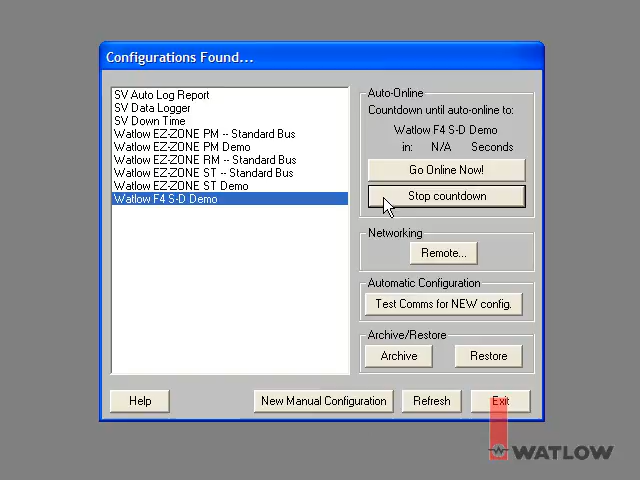 Configurations Found...
SV Auto Log Report
SV Data Logger
SV Down Time
Watlow EZ-ZONE PM -- Standard Bus
Watlow EZ-ZONE PM Demo
Watlow EZ-ZONE RM -- Standard Bus
Watlow EZ-ZONE ST -- Standard Bus
Watlow EZ-ZONE ST Demo
Watlow F4 S-D Demo
Auto-Online
Countdown until auto-online to:
Watlow F4 S-D Demo
in: N/A Seconds
Go Online Now!
Stop countdown
Networking
Remote...
Automatic Configuration
Test Comms for NEW config.
Archive/Restore
Archive Restore
Help New Manual Configuration Refresh Exit
WATLOW